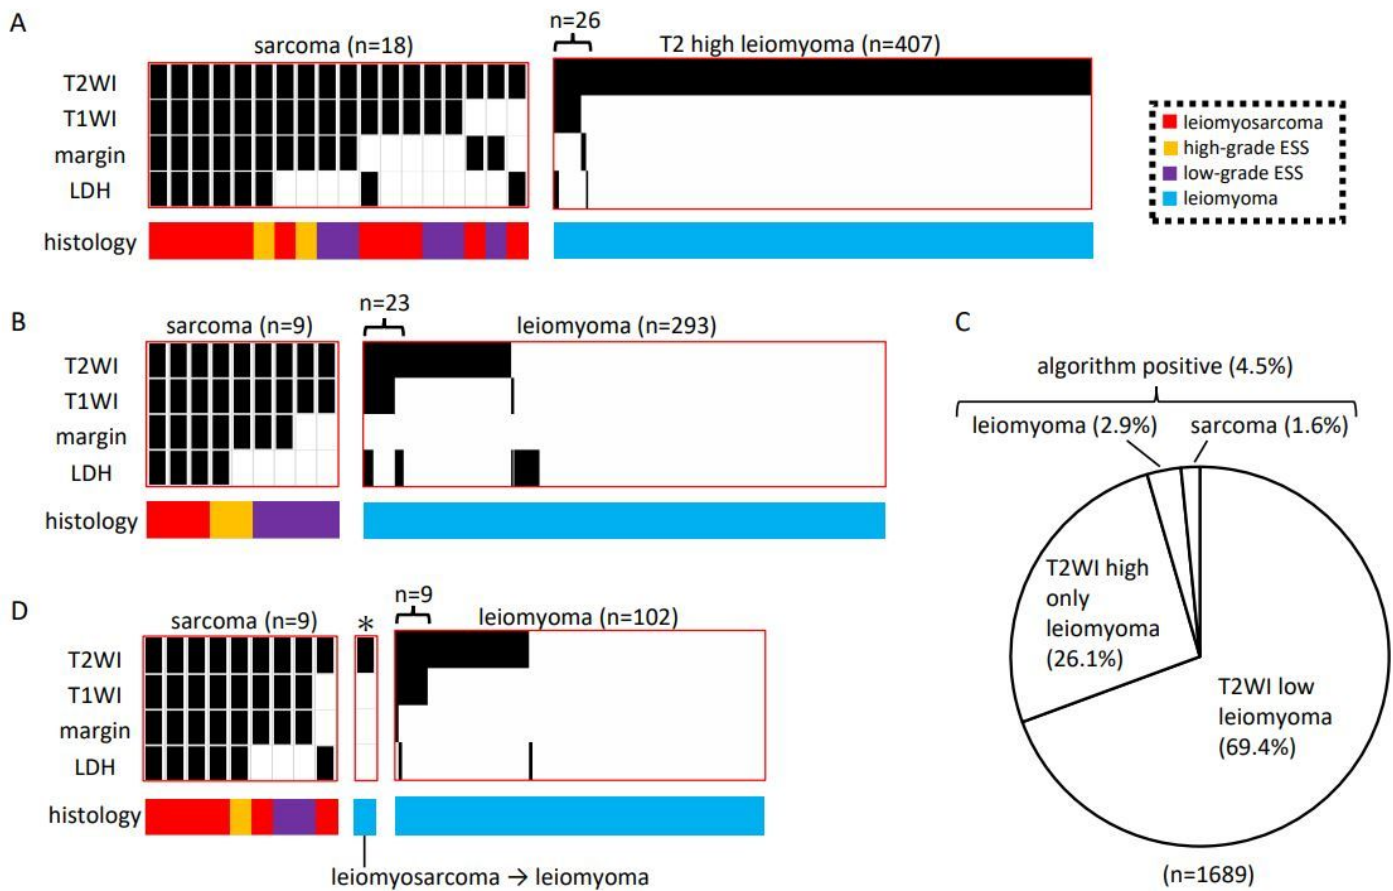 A
sarcoma (n=18)
n=26
T2 high leiomyoma (n=407)
T2WI
T1WI
margin
LDH
histology
leiomyosarcoma
high-grade ESS
low-grade ESS
leiomyoma
B
sarcoma (n=9)
n=23
leiomyoma (n=293)
T2WI
T1WI
margin
LDH
histology
C
algorithm positive (4.5%)
leiomyoma (2.9%)
sarcoma (1.6%)
T2WI high
only
leiomyoma
(26.1%)
T2WI low
leiomyoma
(69.4%)
(n=1689)
D
sarcoma (n=9)
*
n=9
leiomyoma (n=102)
T2WI
T1WI
margin
LDH
histology
leiomyosarcoma → leiomyoma